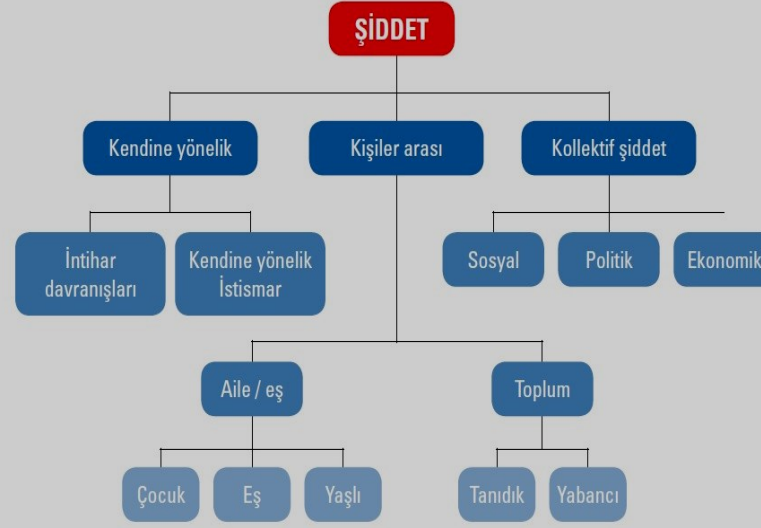 ŞİDDET
Kendine yönelik
Kişiler arası
Kollektif şiddet
İntihar
davranışları
Kendine yönelik
İstismar
Sosyal
Politik
Ekonomik
Aile / eş
Toplum
Çocuk
Eş
Yaşlı
Tanıdık
Yabancı